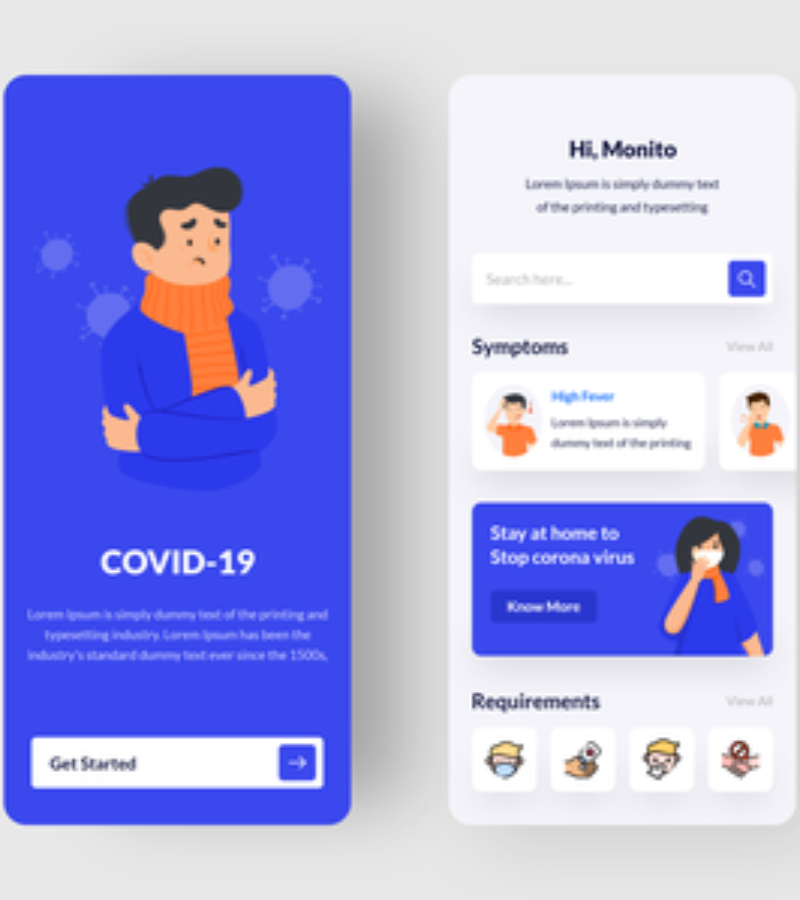 COVID-19
Lorem Ipsum is simply dummy text of the printing and
typesetting industry. Lorem Ipsum has been the
industry's standard dummy text ever since the 1500s,
Get Started
Hi, Monito
Lorem Ipsum is simply dummy text
of the printing and typesetting
Search here...
Symptoms
View All
High Fever
Lorem Ipsum is simply
dummy text of the printing
Stay at home to
Stop corona virus
Know More
Requirements
View All